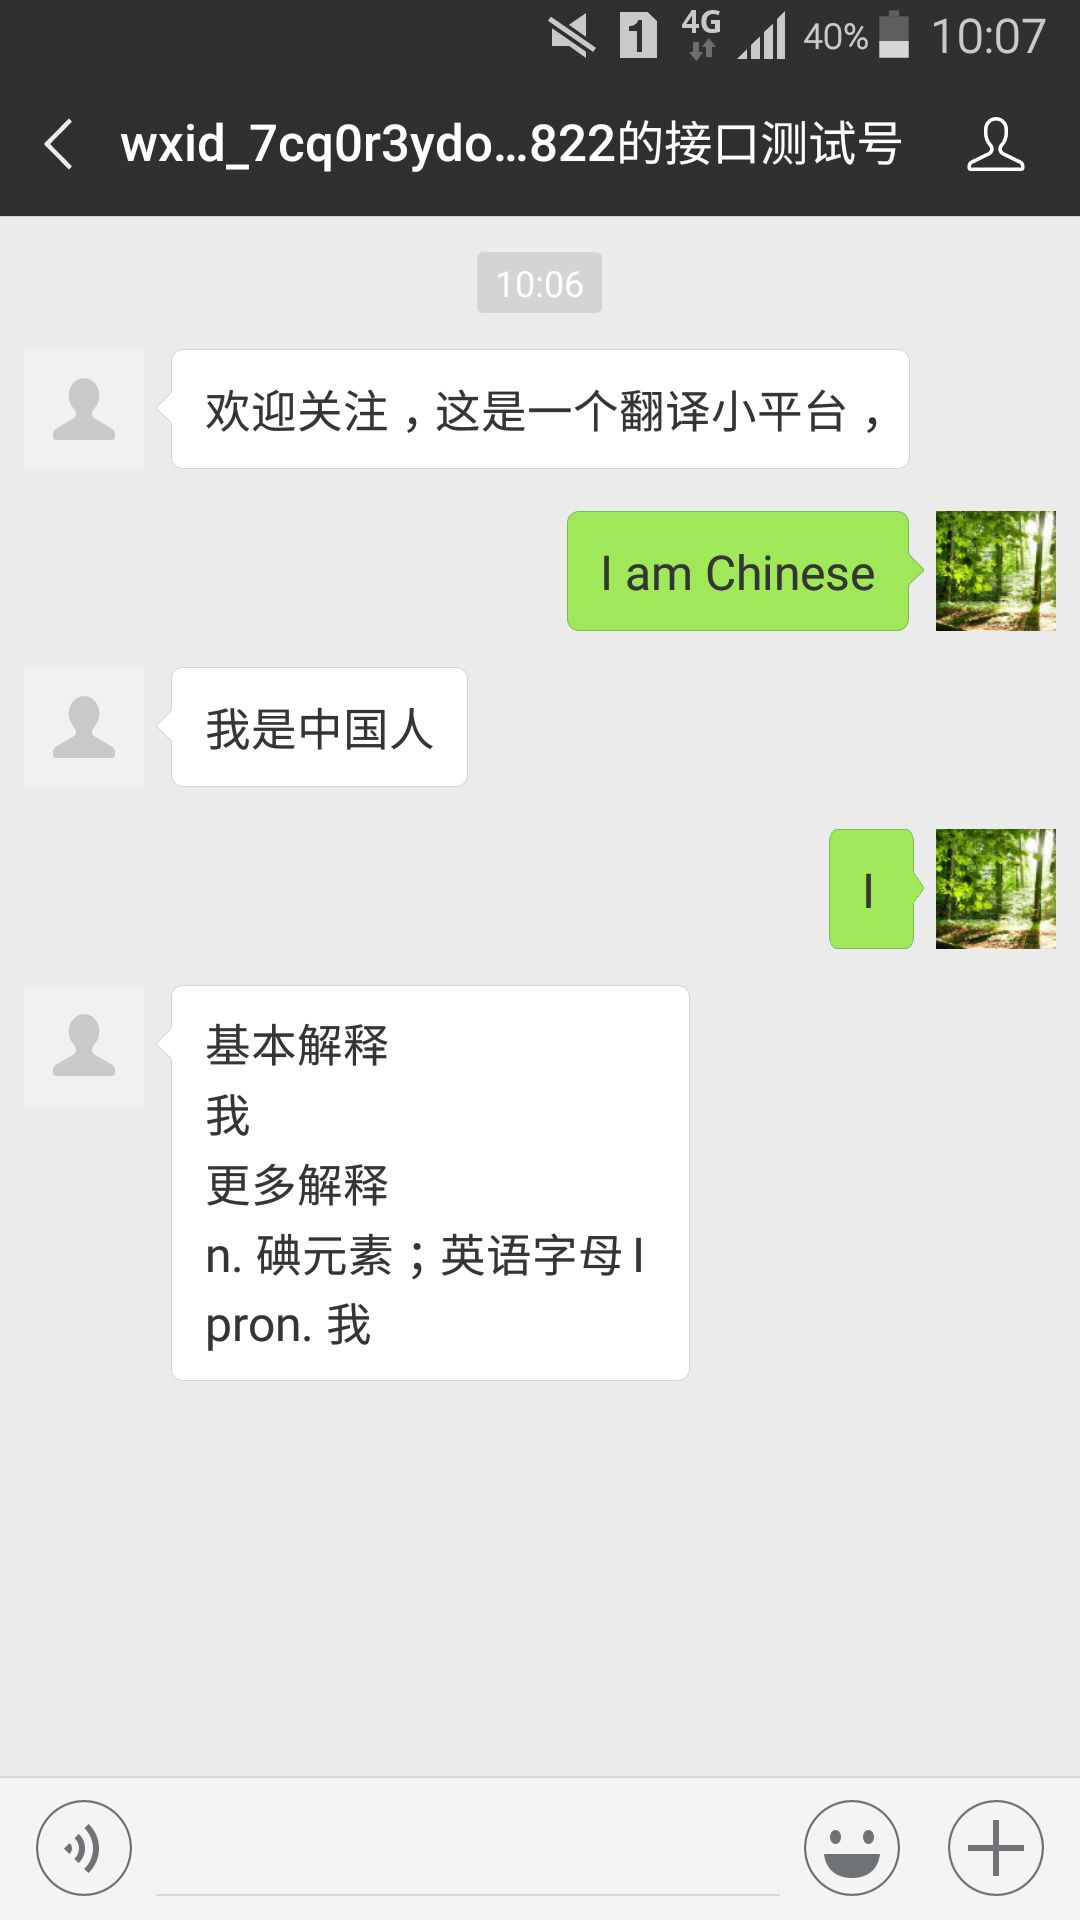 1 4G 40% 10:07
wxid_7cq0r3ydo...822的接口测试号
10:06
欢迎关注，这是一个翻译小平台，
I am Chinese
我是中国人
I
基本解释
我
更多解释
n. 碘元素；英语字母 I
pron. 我